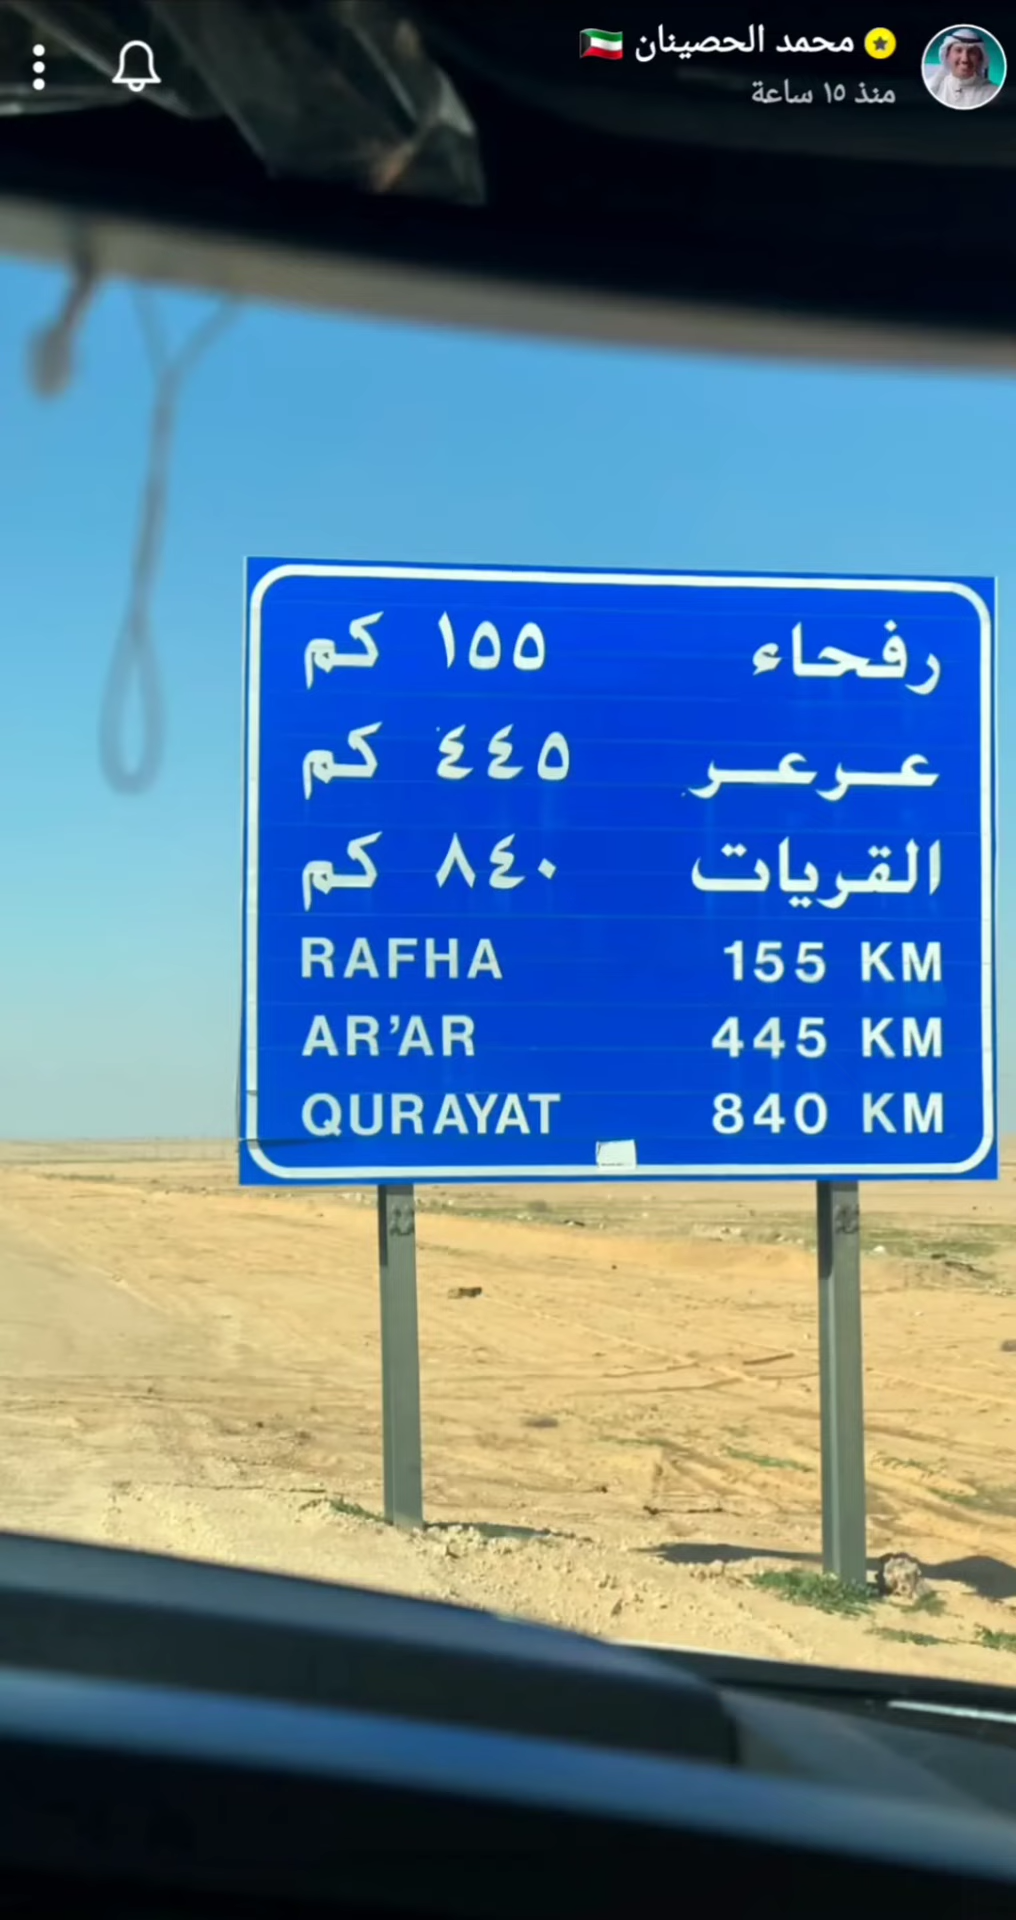 محمد الحصينان 🇰🇼
منذ ١٥ ساعة
رفحاء ١٥٥ كم
عرعر ٤٤٥ كم
القريات ٨٤٠ كم
RAFHA 155 KM
AR'AR 445 KM
QURAYAT 840 KM